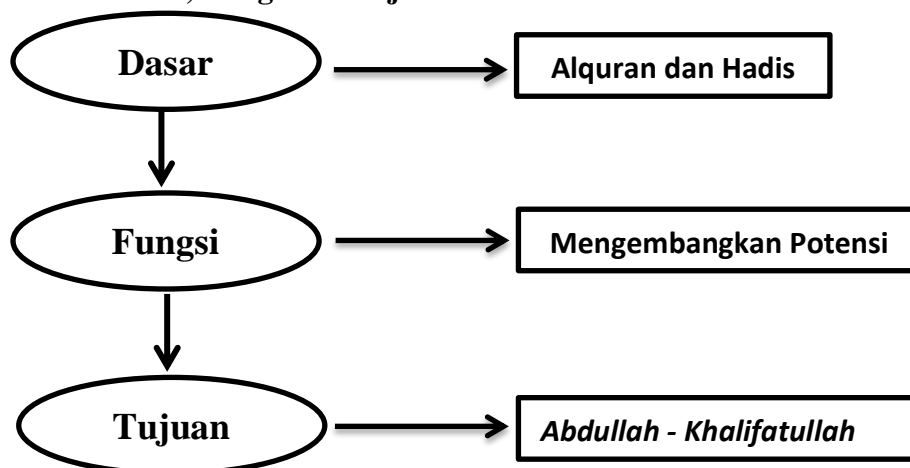 Dasar
Alquran dan Hadis
Fungsi
Mengembangkan Potensi
Tujuan
Abdullah - Khalifatullah